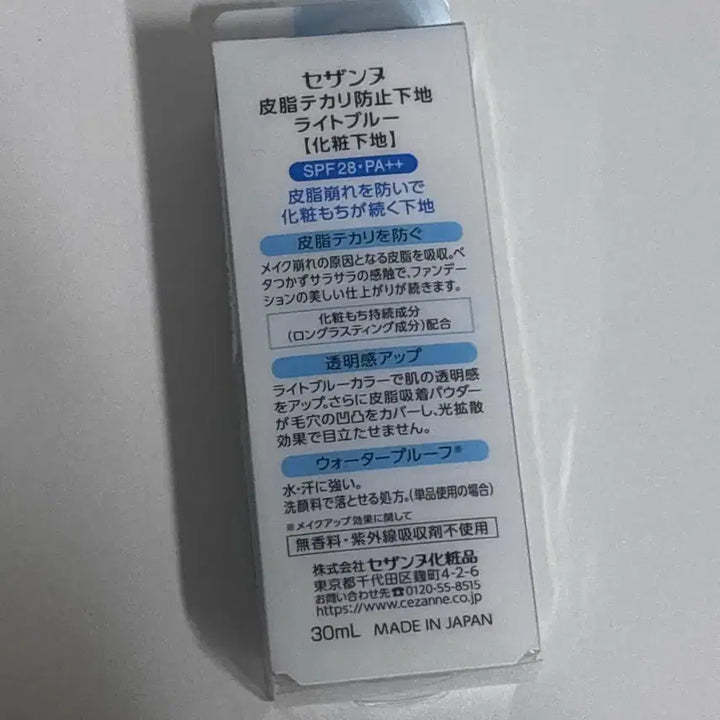 セザンヌ
皮脂テカリ防止下地
ライトブルー
【化粧下地】
SPF28・PA++
皮脂崩れを防いで
化粧もちが続く下地
皮脂テカリを防ぐ
メイク崩れの原因となる皮脂を吸収。ベ
タつかずサラサラの感触で、ファンデー
ションの美しい仕上がりが続きます。
化粧もち持続成分
(ロングラスティング成分)配合
透明感アップ
ライトブルーカラーで肌の透明感
をアップ。さらに皮脂吸着パウダー
が毛穴の凹凸をカバーし、光拡散
効果で目立たせません。
ウォータープルーフ※
水・汗に強い。
洗顔料で落とせる処方。(単品使用の場合)
※メイクアップ効果に関して
無香料・紫外線吸収剤不使用
株式会社 セザンヌ化粧品
東京都千代田区麹町4-2-6
お問い合わせ先☎0120-55-8515
https://www.cezanne.co.jp
30mL MADE IN JAPAN